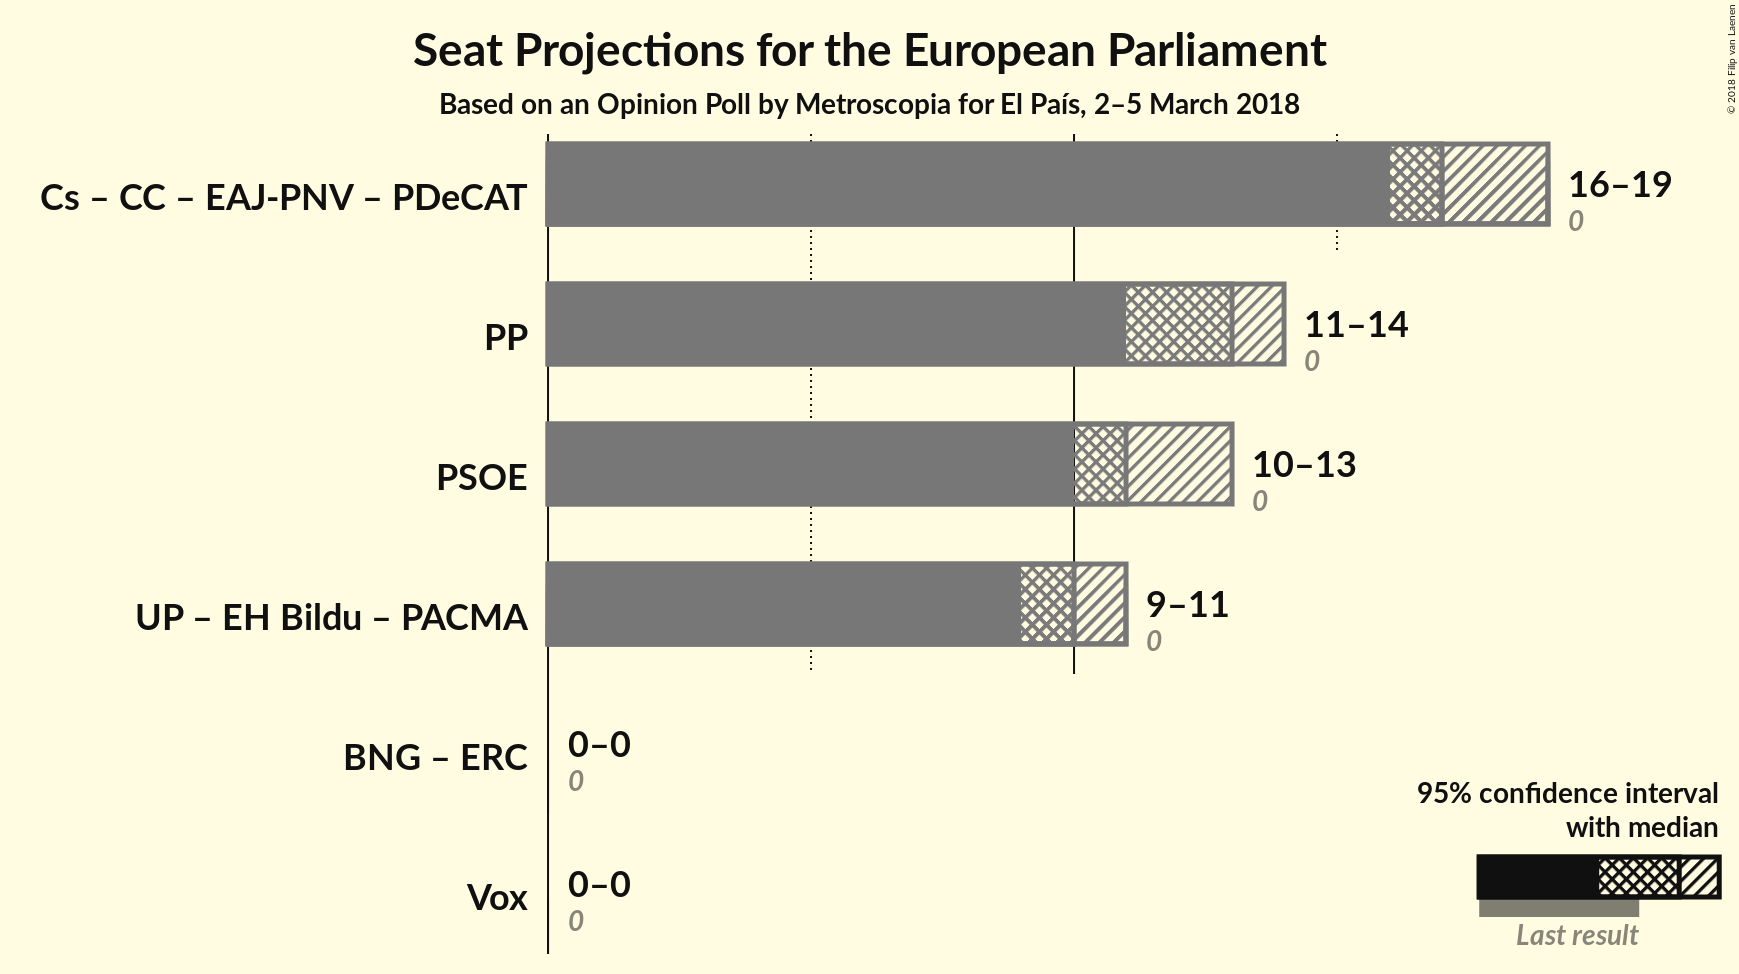 Seat Projections for the European Parliament
Based on an Opinion Poll by Metroscopia for El País, 2–5 March 2018
© 2018 Filip van Laenen
Cs – CC – EAJ-PNV – PDeCAT
16–19
0
PP
11–14
0
PSOE
10–13
0
UP – EH Bildu – PACMA
9–11
0
BNG – ERC
0–0
0
Vox
0–0
0
95% confidence interval
with median
Last result